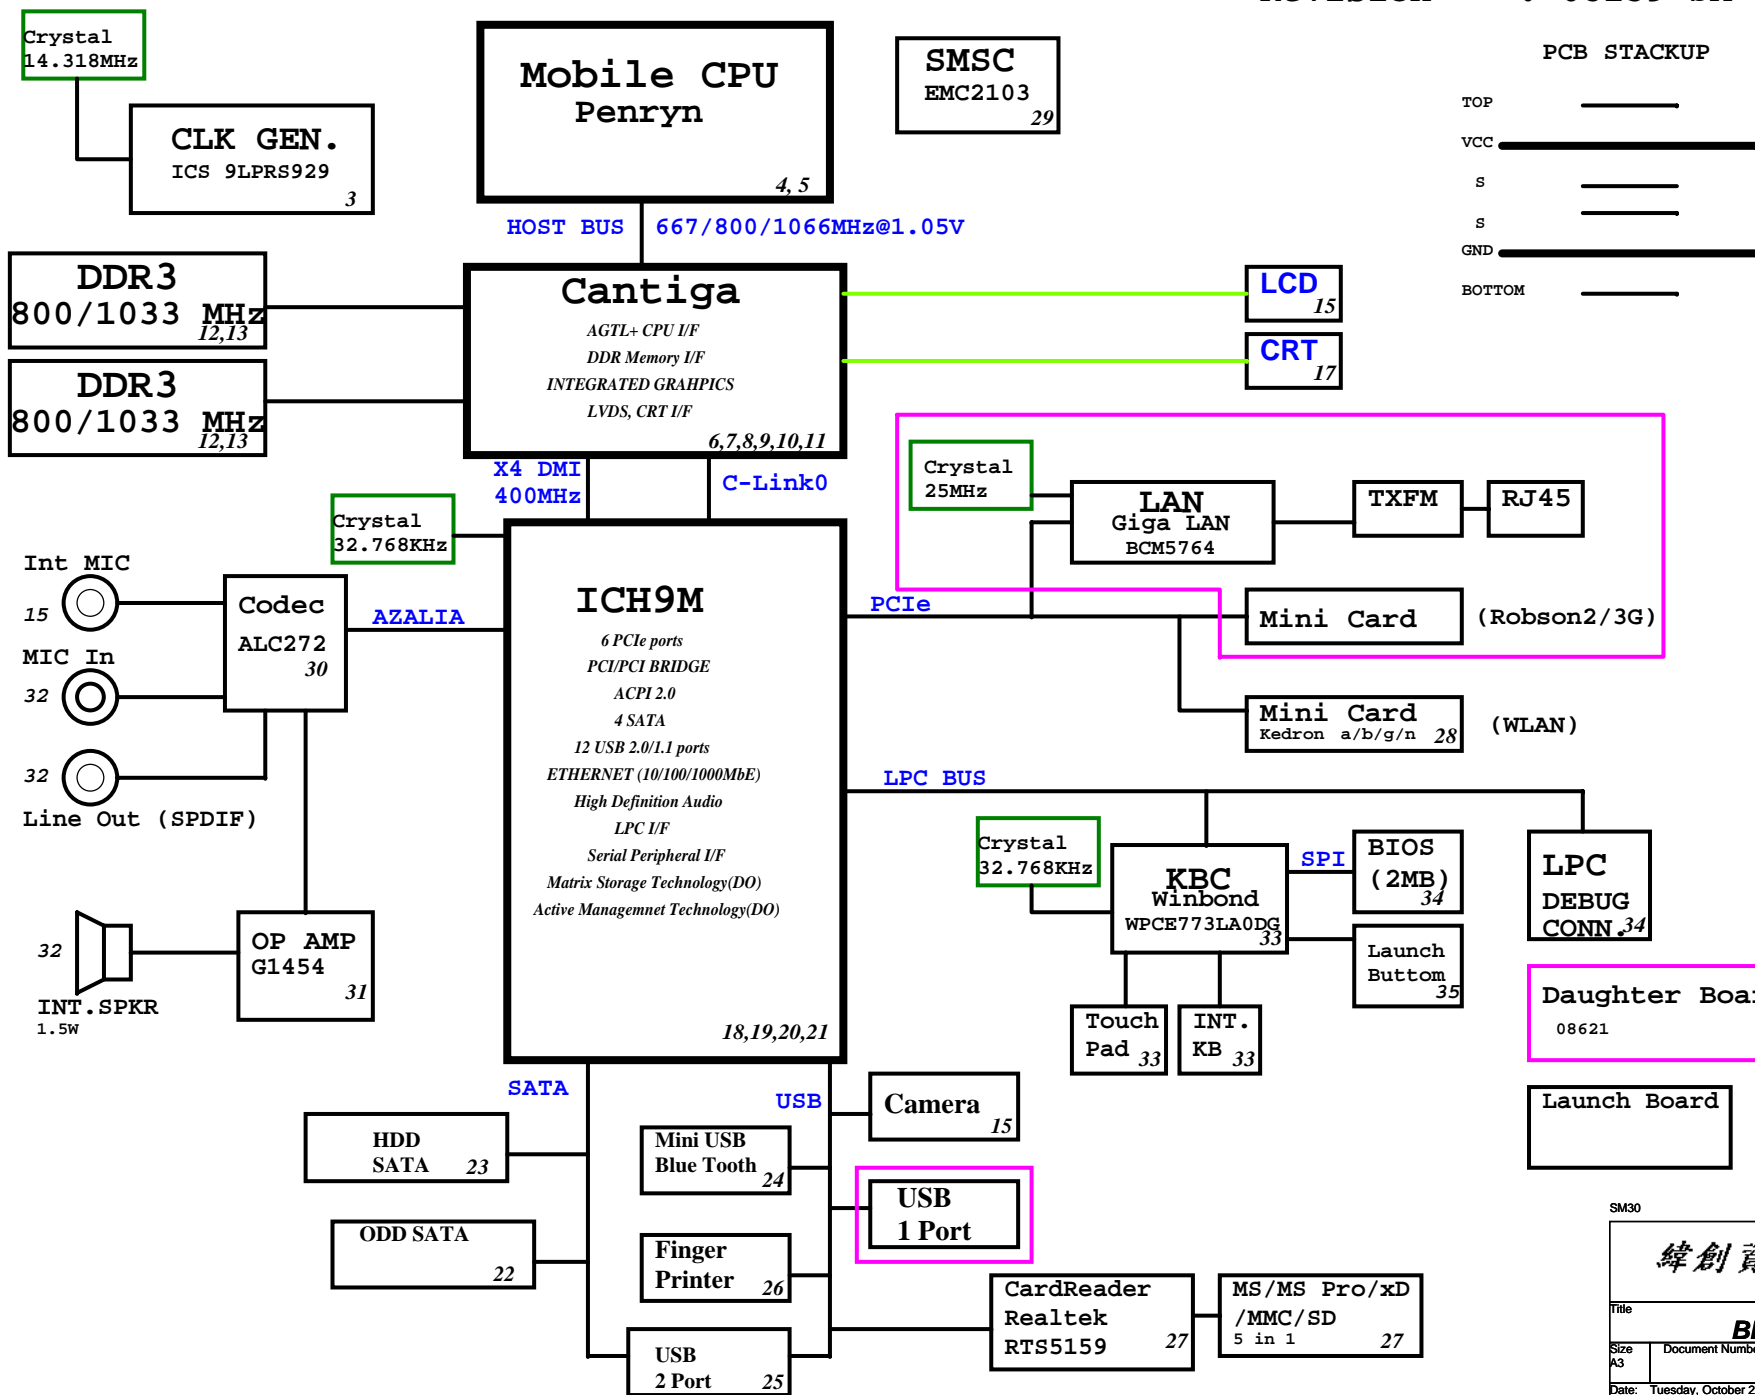 Crystal
14.318MHz
CLK GEN.
ICS 9LPRS929
3
Mobile CPU
Penryn
4, 5
SMSC
EMC2103
29
PCB STACKUP
TOP
VCC
S
S
GND
BOTTOM
HOST BUS
667/800/1066MHz@1.05V
DDR3
800/1033 MHz
12,13
DDR3
800/1033 MHz
12,13
Cantiga
AGTL+ CPU I/F
DDR Memory I/F
INTEGRATED GRAHPICS
LVDS, CRT I/F
6,7,8,9,10,11
LCD
15
CRT
17
X4 DMI
400MHz
C-Link0
Crystal
32.768KHz
Crystal
25MHz
LAN
Giga LAN
BCM5764
TXFM
RJ45
PCIe
Mini Card
(Robson2/3G)
Mini Card
Kedron a/b/g/n
28
(WLAN)
Int MIC
15
MIC In
32
32
Line Out (SPDIF)
Codec
ALC272
30
AZALIA
ICH9M
6 PCIe ports
PCI/PCI BRIDGE
ACPI 2.0
4 SATA
12 USB 2.0/1.1 ports
ETHERNET (10/100/1000MbE)
High Definition Audio
LPC I/F
Serial Peripheral I/F
Matrix Storage Technology(DO)
Active Managemnet Technology(DO)
18,19,20,21
LPC BUS
Crystal
32.768KHz
KBC
Winbond
WPCE773LA0DG
33
SPI
BIOS
(2MB)
34
Launch
Buttom
35
LPC
DEBUG
CONN.
34
Touch
Pad
33
INT.
KB
33
32
INT.SPKR
1.5W
OP AMP
G1454
31
Daughter Boa
08621
Launch Board
SATA
USB
HDD
SATA
23
ODD SATA
22
Mini USB
Blue Tooth
24
Finger
Printer
26
USB
2 Port
25
Camera
15
USB
1 Port
CardReader
Realtek
RTS5159
27
MS/MS Pro/xD
/MMC/SD
5 in 1
27
SM30
緯創
Title
Size
A3
Document Numb
Date:
Tuesday, October 2